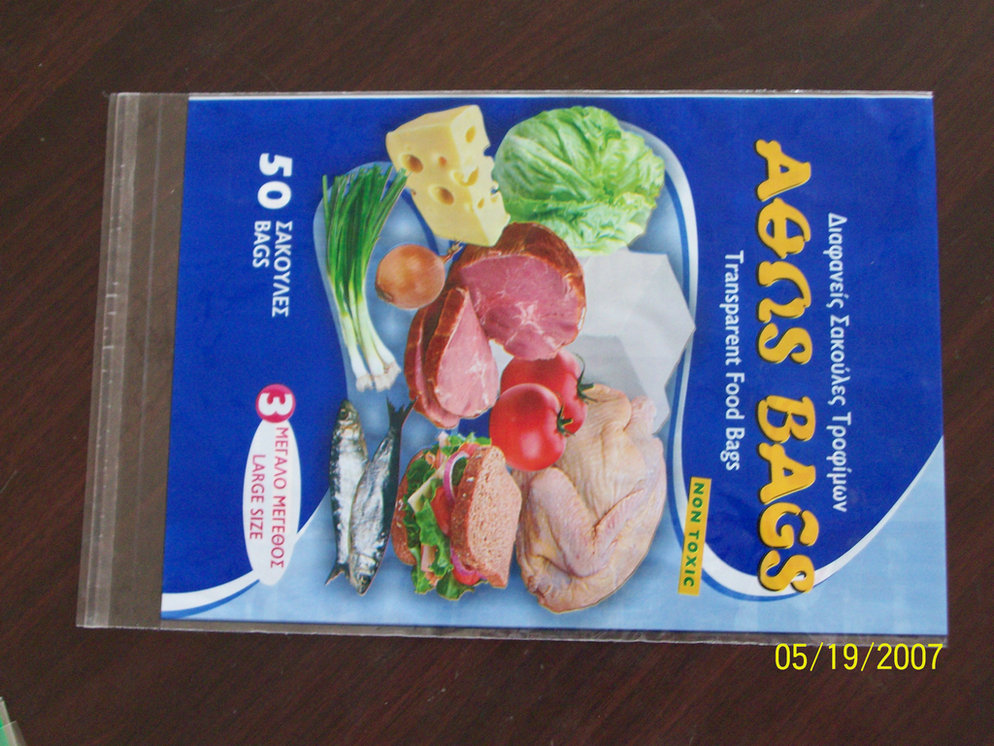 Διαφανείς Σακούλες Τροφίμων
ΑΘΩΣ BAGS
Transparent Food Bags
NON TOXIC
50 ΣΑΚΟΥΛΕΣ
BAGS
3 ΜΕΓΑΛΟ ΜΕΓΕΘΟΣ
LARGE SIZE
05/19/2007